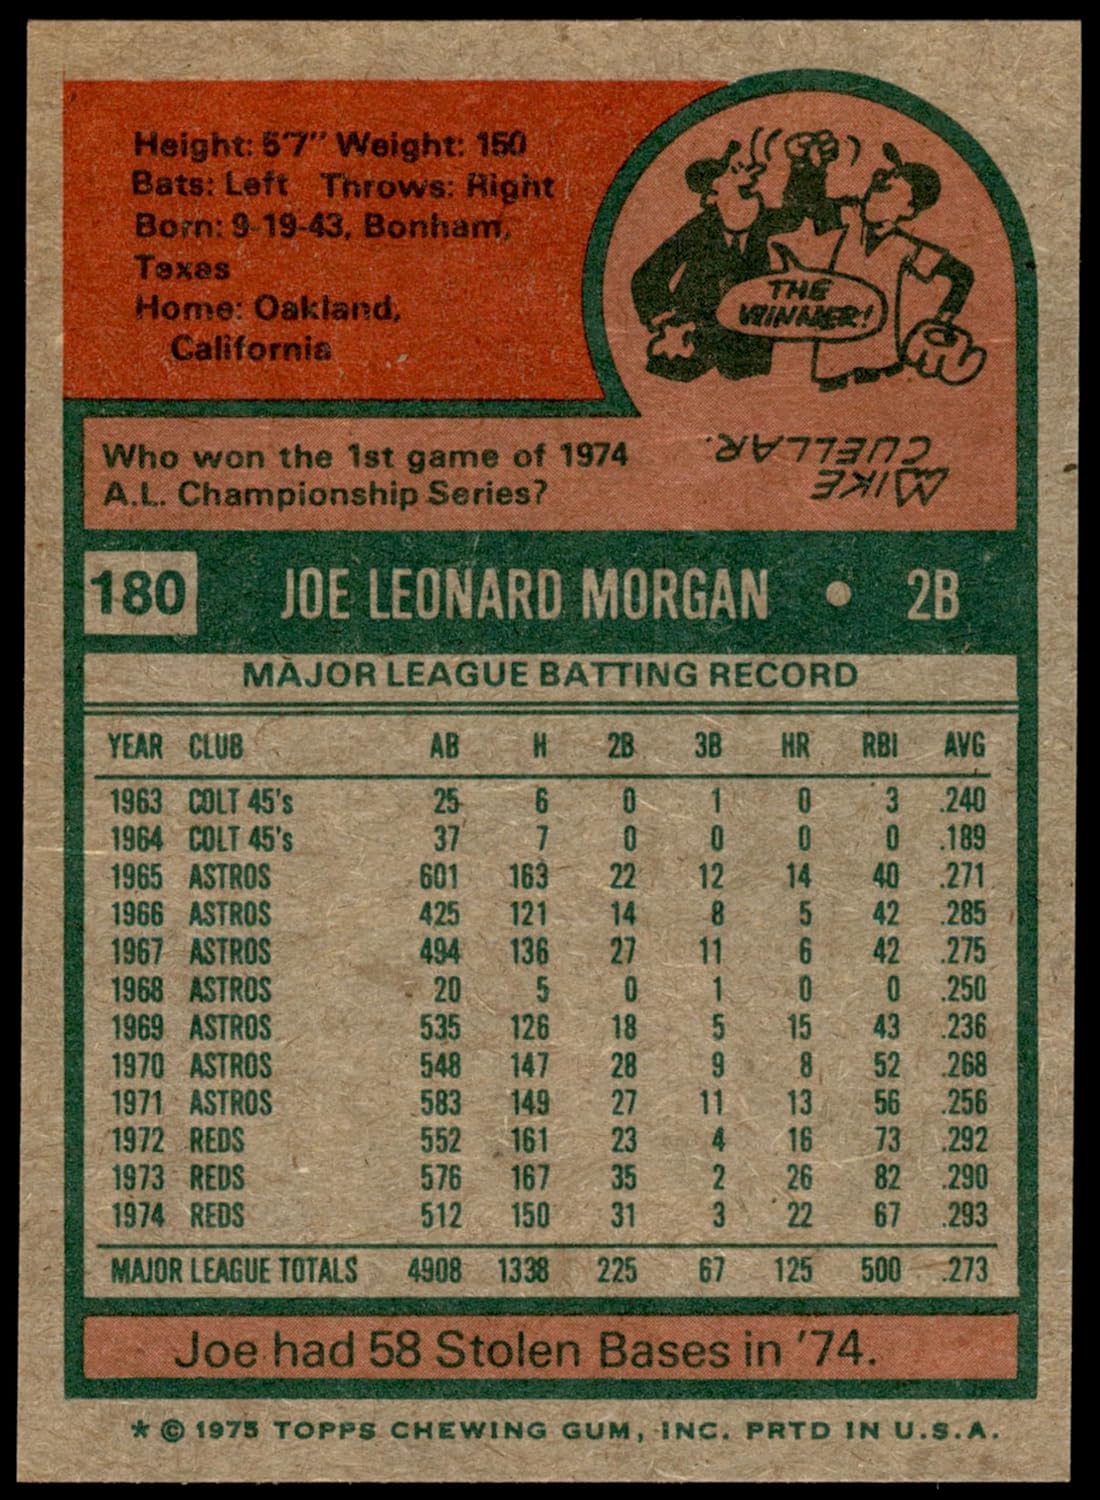 Height: 5'7" Weight: 150
Bats: Left Throws: Right
Born: 9-19-43, Bonham,
Texas
Home: Oakland,
California
THE
WINNER!
Who won the 1st game of 1974
A.L. Championship Series?
MIKE
CUELLAR.
180 JOE LEONARD MORGAN • 2B
MAJOR LEAGUE BATTING RECORD
YEAR CLUB AB H 2B 3B HR RBI AVG
1963 COLT 45's 25 6 0 1 0 3 .240
1964 COLT 45's 37 7 0 0 0 0 .189
1965 ASTROS 601 163 22 12 14 40 .271
1966 ASTROS 425 121 14 8 5 42 .285
1967 ASTROS 494 136 27 11 6 42 .275
1968 ASTROS 20 5 0 1 0 0 .250
1969 ASTROS 535 126 18 5 15 43 .236
1970 ASTROS 548 147 28 9 8 52 .268
1971 ASTROS 583 149 27 11 13 56 .256
1972 REDS 552 161 23 4 16 73 .292
1973 REDS 576 167 35 2 26 82 .290
1974 REDS 512 150 31 3 22 67 .293
MAJOR LEAGUE TOTALS 4908 1338 225 67 125 500 .273
Joe had 58 Stolen Bases in '74.
* © 1975 TOPPS CHEWING GUM, INC. PRTD IN U.S.A.